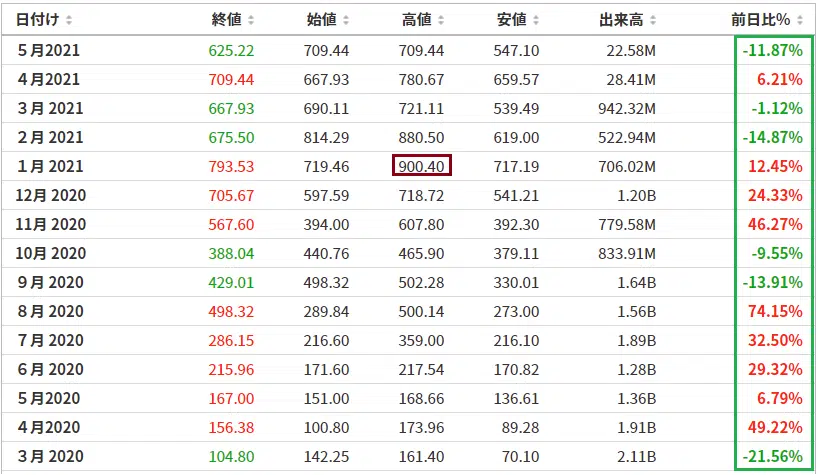 日付け 終値 始値 高値 安値 出来高 前日比%
５月2021 625.22 709.44 709.44 547.10 22.58M -11.87%
４月2021 709.44 667.93 780.67 659.57 28.41M 6.21%
３月 2021 667.93 690.11 721.11 539.49 942.32M -1.12%
２月 2021 675.50 814.29 880.50 619.00 522.94M -14.87%
１月 2021 793.53 719.46 900.40 717.19 706.02M 12.45%
12月 2020 705.67 597.59 718.72 541.21 1.20B 24.33%
11月 2020 567.60 394.00 607.80 392.30 779.58M 46.27%
10月 2020 388.04 440.76 465.90 379.11 833.91M -9.55%
９月 2020 429.01 498.32 502.28 330.01 1.64B -13.91%
８月 2020 498.32 289.84 500.14 273.00 1.56B 74.15%
７月 2020 286.15 216.60 359.00 216.10 1.89B 32.50%
６月 2020 215.96 171.60 217.54 170.82 1.28B 29.32%
５月2020 167.00 151.00 168.66 136.61 1.36B 6.79%
４月 2020 156.38 100.80 173.96 89.28 1.91B 49.22%
３月 2020 104.80 142.25 161.40 70.10 2.11B -21.56%